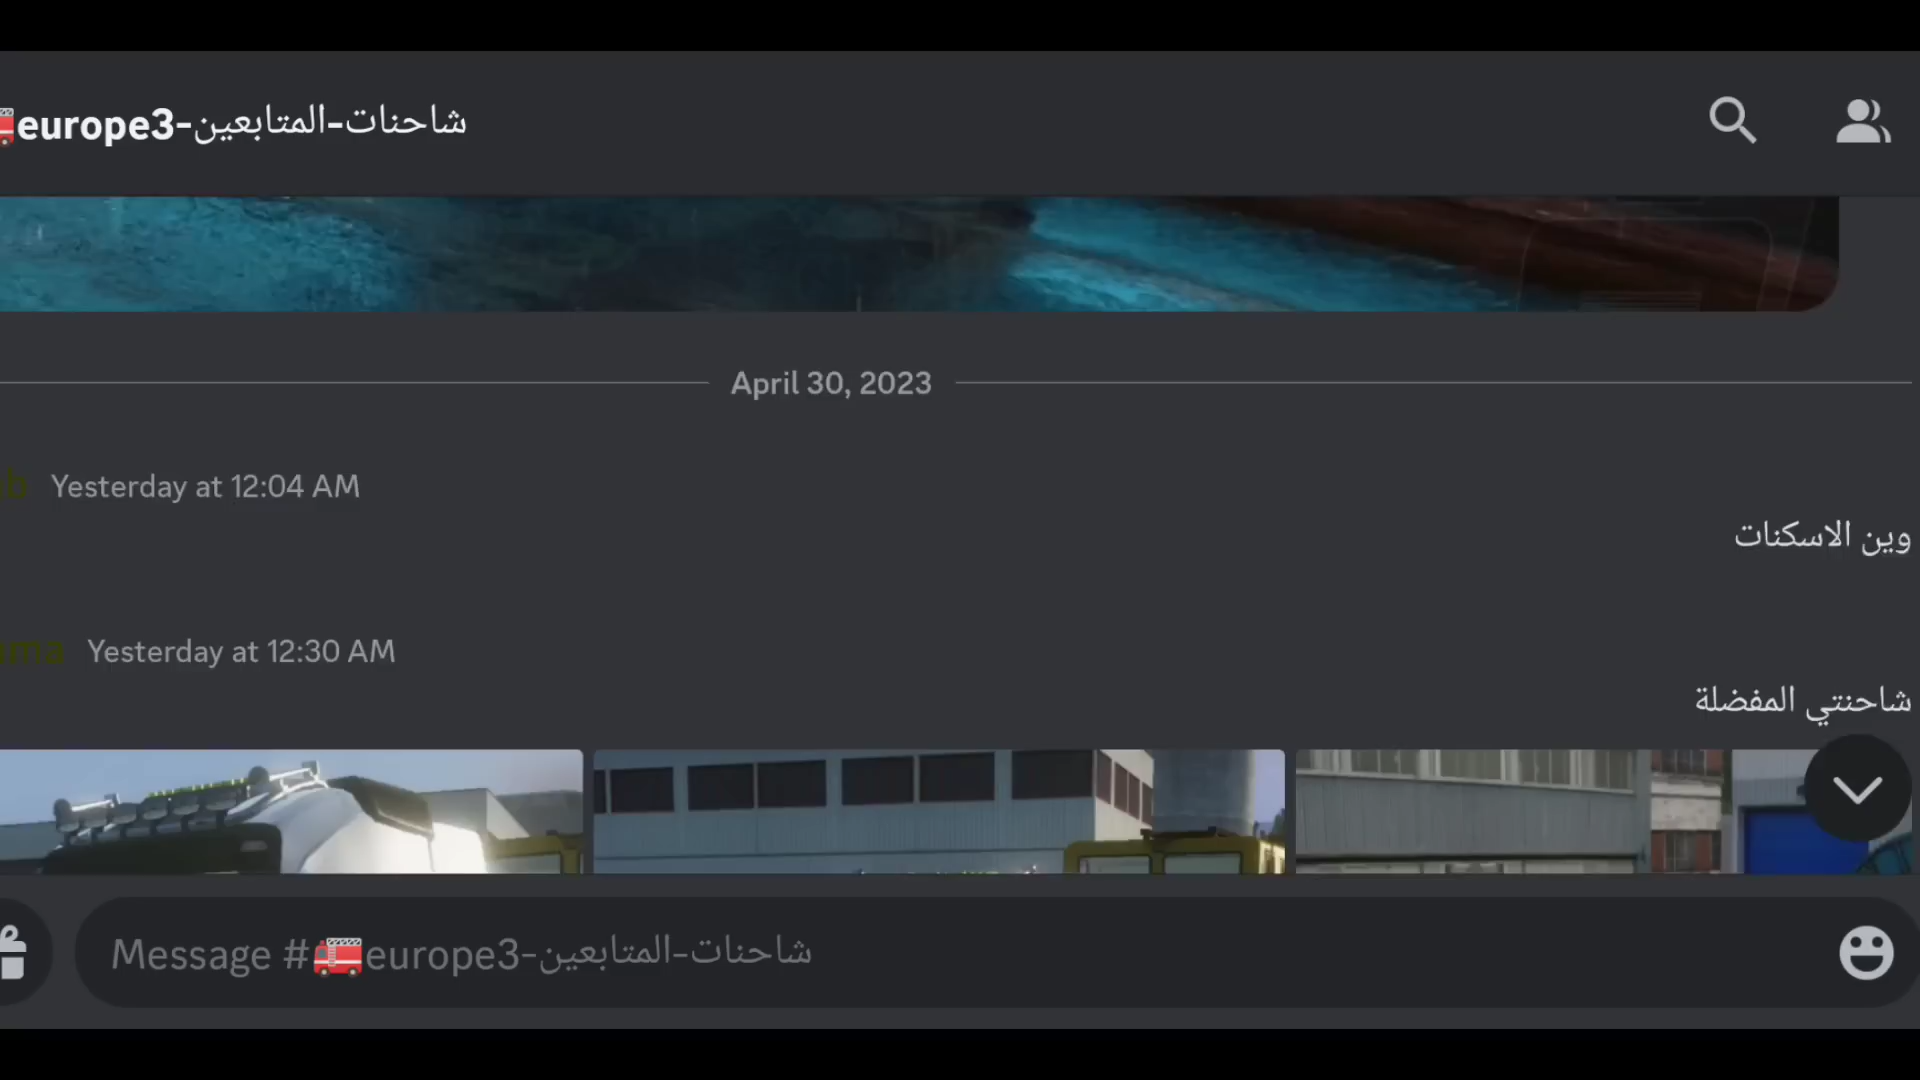 europe3-شاحنات-المتابعين
April 30, 2023
Yesterday at 12:04 AM
وين الاسكنات
Yesterday at 12:30 AM
شاحنتي المفضلة
Message #🚒europe3-شاحنات-المتابعين